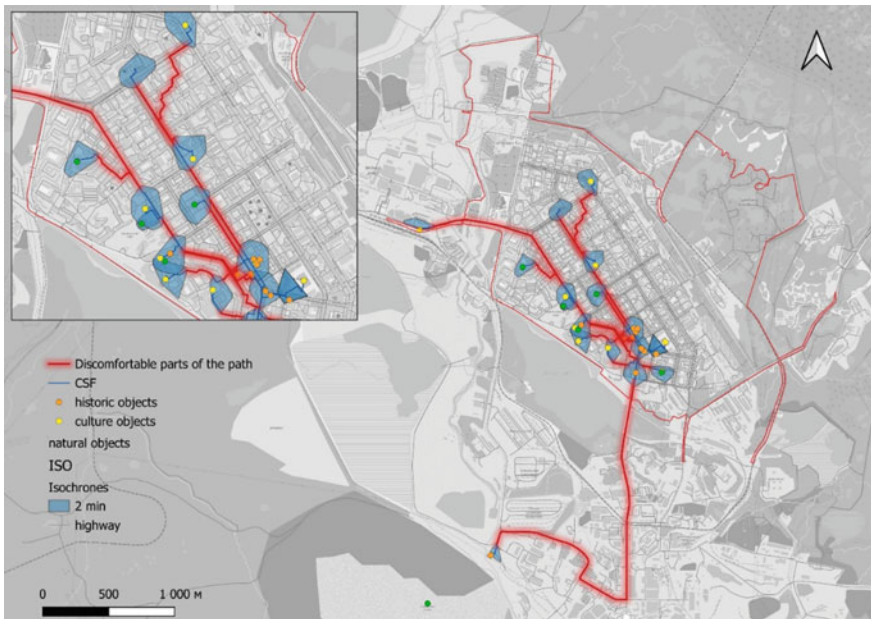 Discomfortable parts of the path
CSF
historic objects
culture objects
natural objects
ISO
Isochrones
2 min
highway
0 500 1 000 м